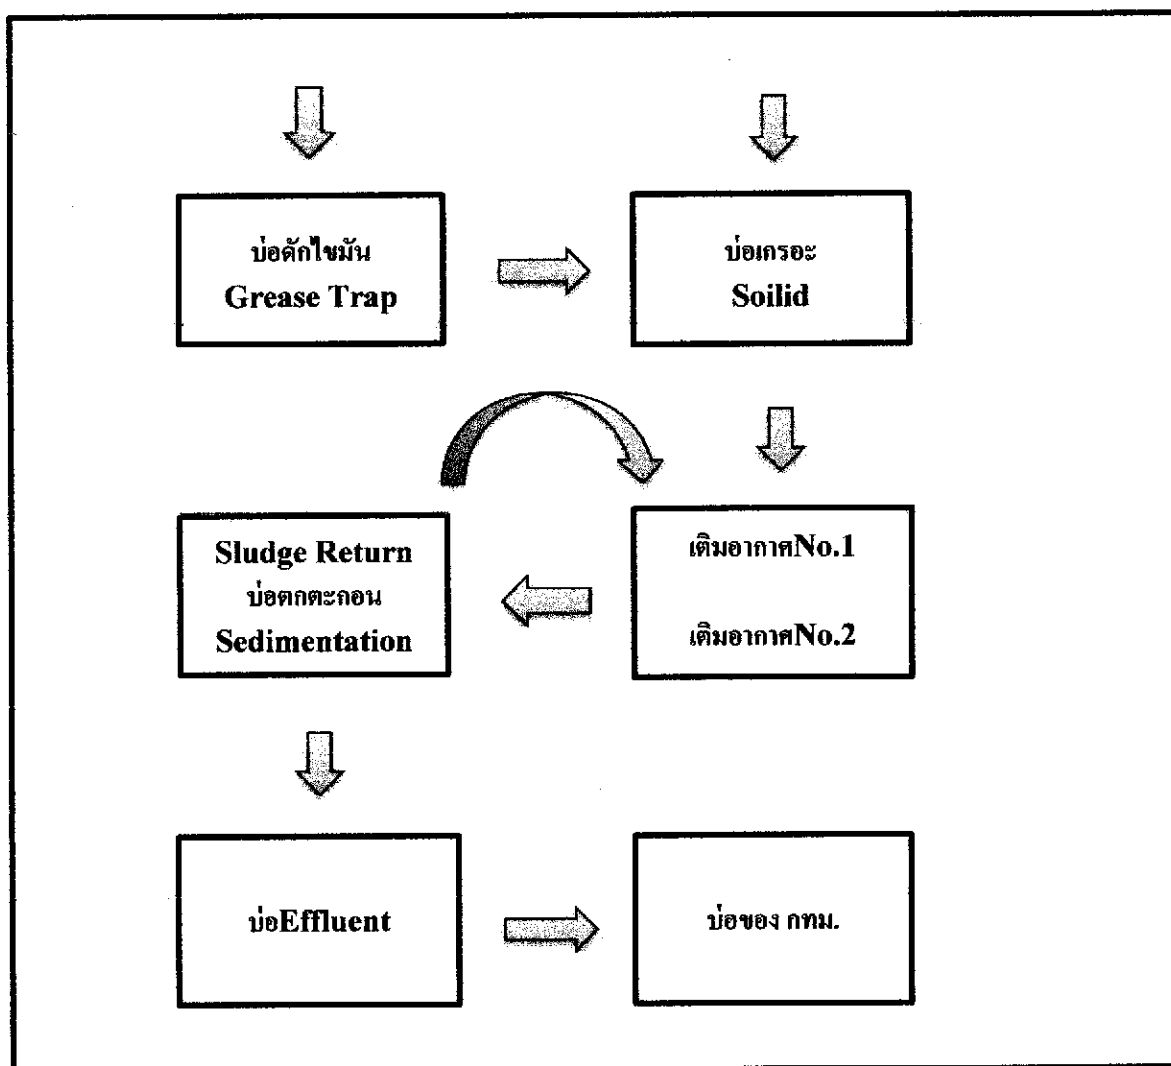 บ่อดักไขมัน
Grease Trap
บ่อเกรอะ
Soilid
Sludge Return
บ่อตกตะกอน
Sedimentation
เติมอากาศNo.1
เติมอากาศNo.2
บ่อEffluent
บ่อของ กทม.